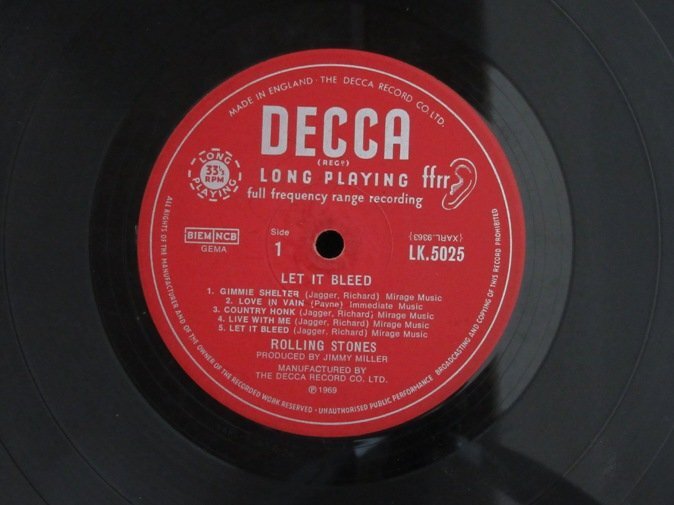 MADE IN ENGLAND · THE DECCA RECORD CO. LTD.
DECCA
(REGD)
LONG PLAYING
ffrr
full frequency range recording
LONG
33⅓
RPM
PLAYING
BIEM NCB
GEMA
Side
1
(XARL.9363)
LK.5025
LET IT BLEED
1. GIMMIE SHELTER (Jagger, Richard) Mirage Music
2. LOVE IN VAIN (Payne) Immediate Music
3. COUNTRY HONK (Jagger, Richard) Mirage Music
4. LIVE WITH ME (Jagger, Richard) Mirage Music
5. LET IT BLEED (Jagger, Richard) Mirage Music
ROLLING STONES
PRODUCED BY JIMMY MILLER
MANUFACTURED BY
THE DECCA RECORD CO. LTD.
Ⓟ 1969
ALL RIGHTS OF THE MANUFACTURER AND OF THE OWNER OF THE RECORDED WORK RESERVED · UNAUTHORISED PUBLIC PERFORMANCE BROADCASTING AND COPYING OF THIS RECORD PROHIBITED